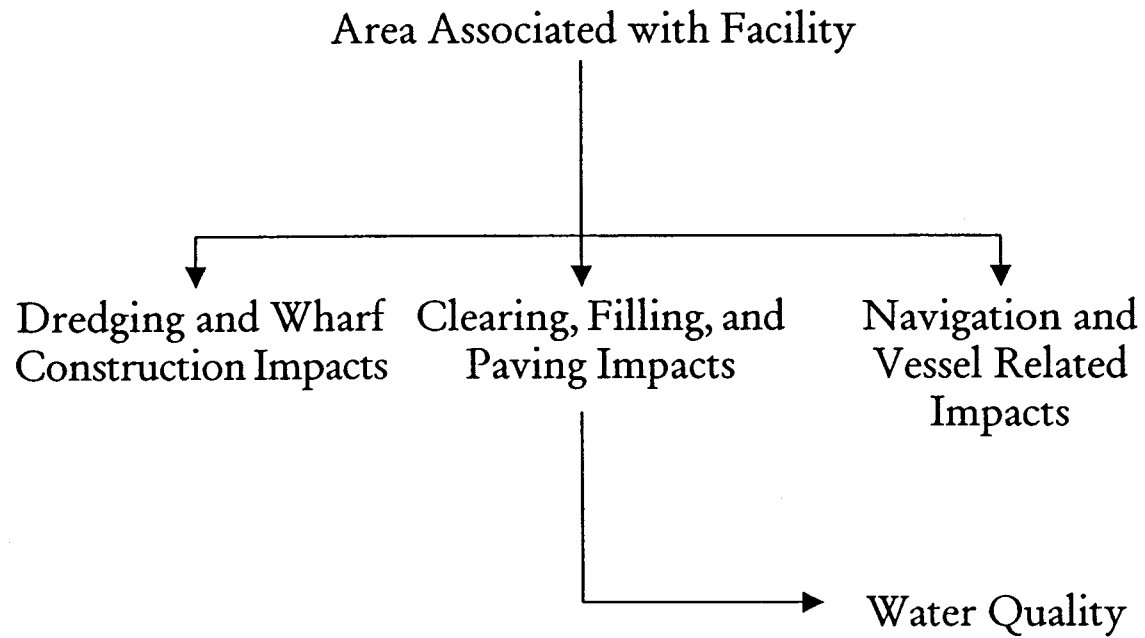 Area Associated with Facility
Dredging and Wharf
Construction Impacts
Clearing, Filling, and
Paving Impacts
Navigation and
Vessel Related
Impacts
Water Quality